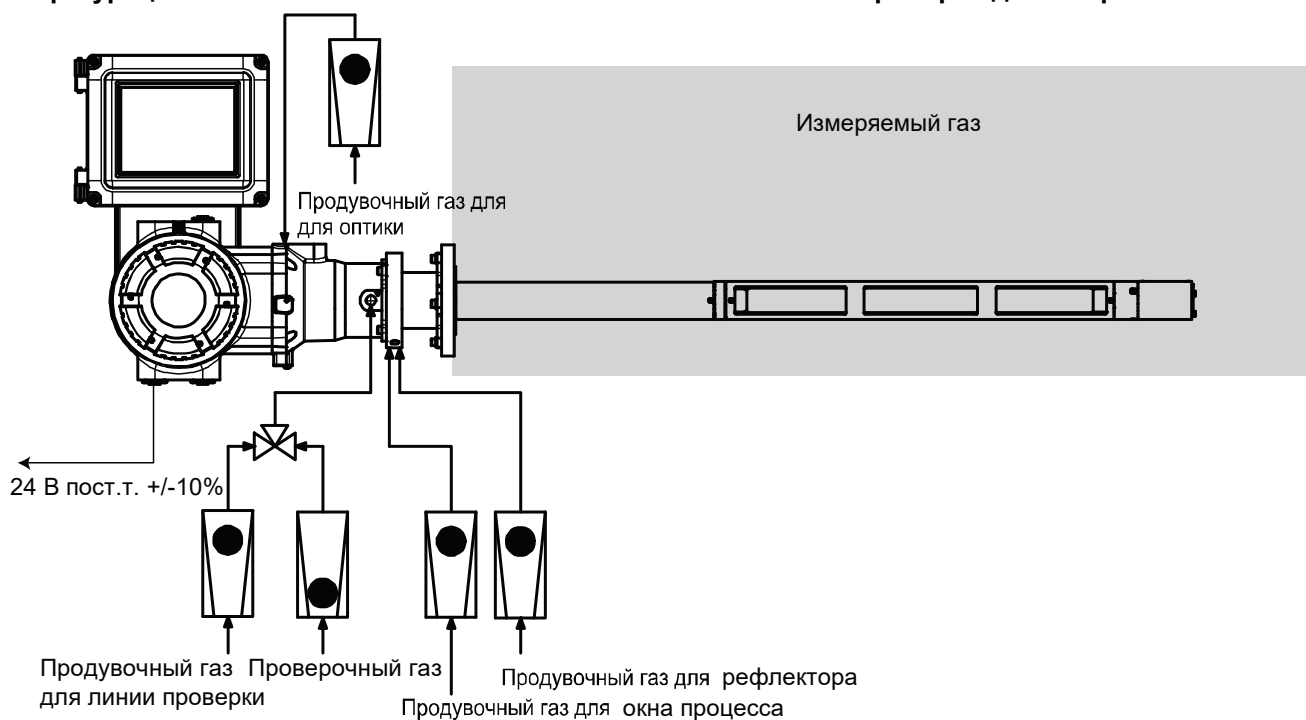 Измеряемый газ
Продувочный газ для
для оптики
24 В пост.т. +/-10%
Продувочный газ
для линии проверки
Проверочный газ
Продувочный газ для рефлектора
Продувочный газ для окна процесса